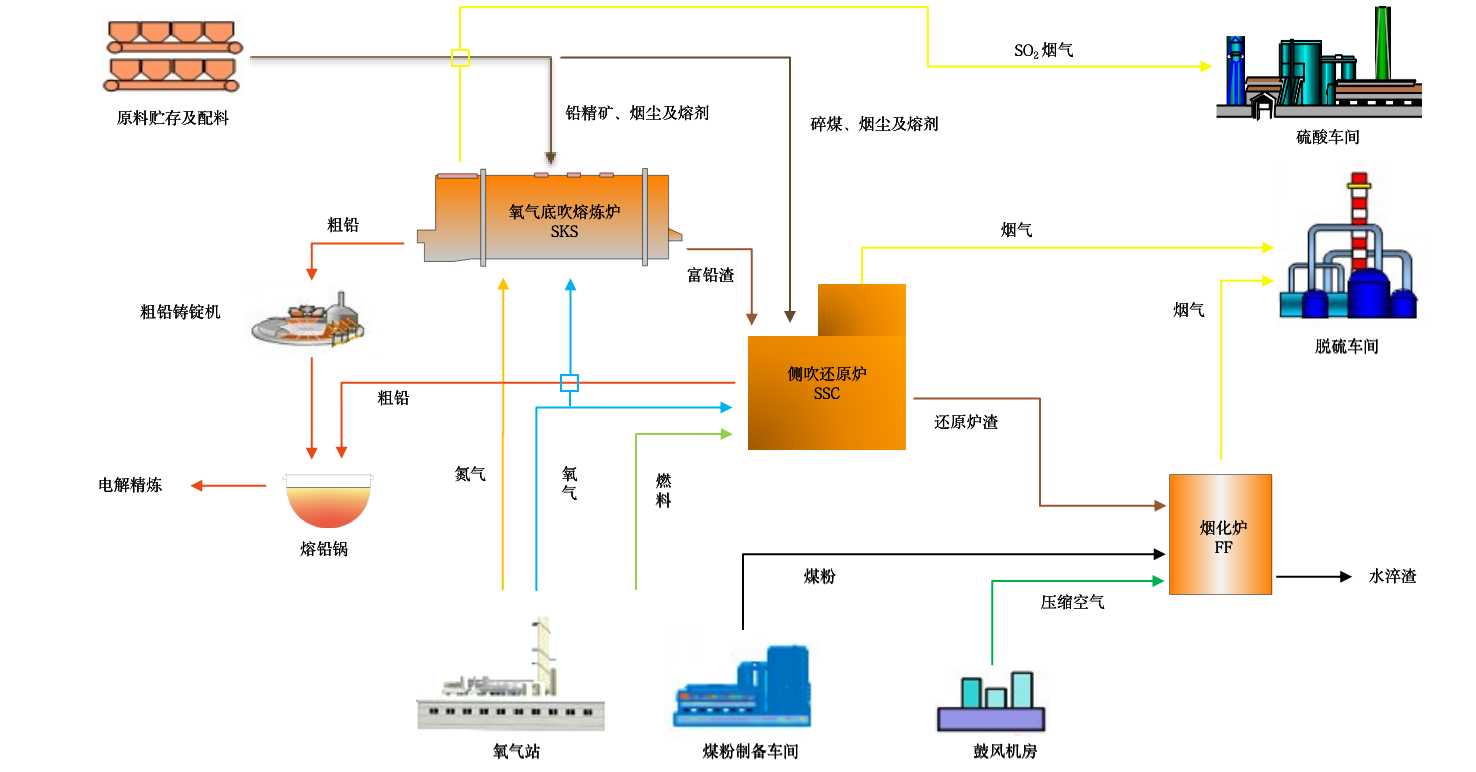 SO₂烟气
原料贮存及配料
铅精矿、烟尘及熔剂
碎煤、烟尘及熔剂
硫酸车间
氧气底吹熔炼炉
SKS
粗铅
烟气
富铅渣
粗铅铸锭机
烟气
脱硫车间
侧吹还原炉
SSC
粗铅
还原炉渣
电解精炼
氮气
氧
气
燃
料
熔铅锅
烟化炉
FF
煤粉
水淬渣
压缩空气
氧气站
煤粉制备车间
鼓风机房